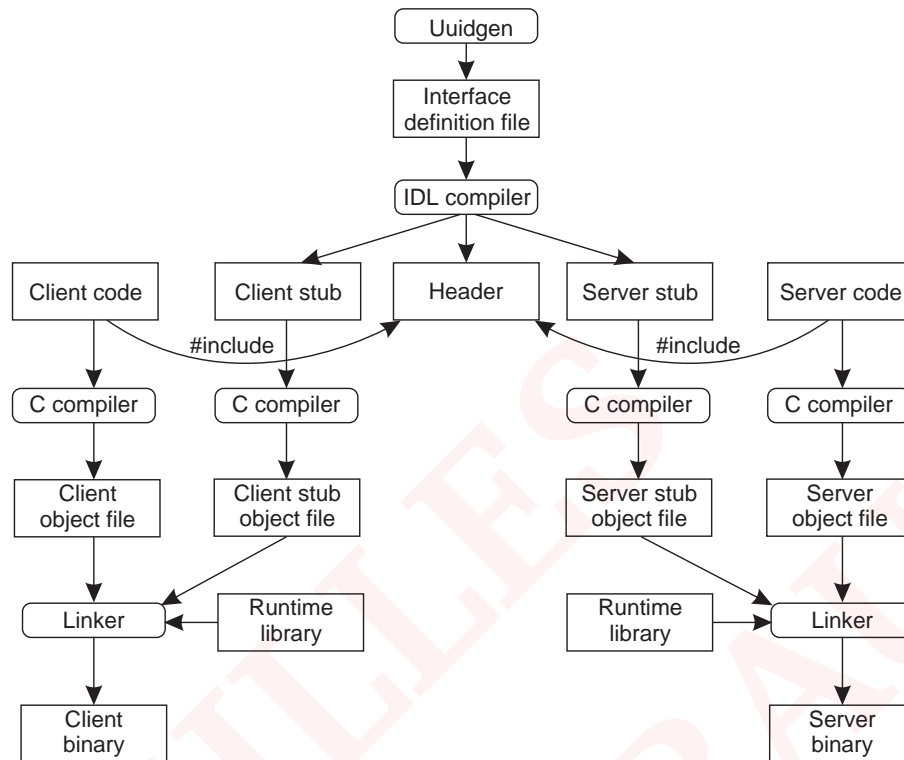 Uuidgen
Interface
definition file
IDL compiler
Client code
Client stub
Header
Server stub
Server code
#include
#include
C compiler
C compiler
C compiler
C compiler
Client
object file
Client stub
object file
Server stub
object file
Server
object file
Linker
Runtime
library
Runtime
library
Linker
Client
binary
Server
binary